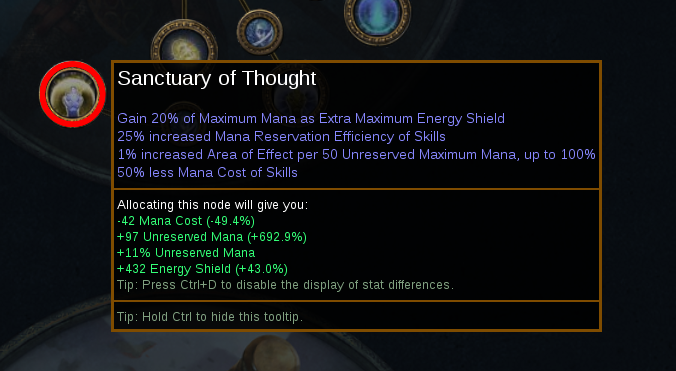 Sanctuary of Thought
Gain 20% of Maximum Mana as Extra Maximum Energy Shield
25% increased Mana Reservation Efficiency of Skills
1% increased Area of Effect per 50 Unreserved Maximum Mana, up to 100%
50% less Mana Cost of Skills
Allocating this node will give you:
-42 Mana Cost (-49.4%)
+97 Unreserved Mana (+692.9%)
+11% Unreserved Mana
+432 Energy Shield (+43.0%)
Tip: Press Ctrl+D to disable the display of stat differences.
Tip: Hold Ctrl to hide this tooltip.